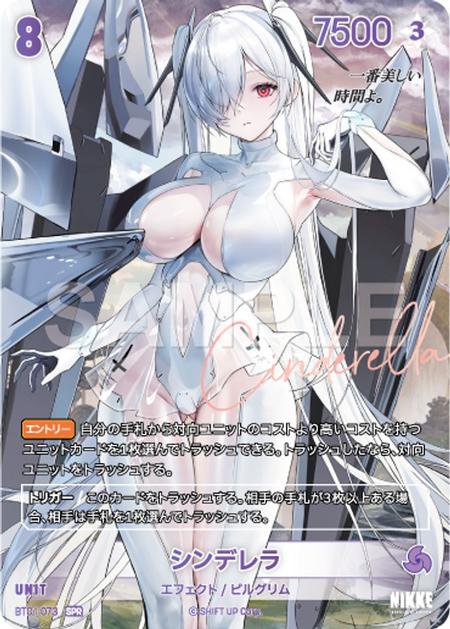 8
7500 3
一番美しい
時間よ。
SAMPLE
Cinderella
エントリー 自分の手札から対向ユニットのコストより高いコストを持つ
ユニットカードを1枚選んでトラッシュできる。トラッシュしたなら、対向
ユニットをトラッシュする。
トリガー / このカードをトラッシュする。相手の手札が3枚以上ある場
合、相手は手札を1枚選んでトラッシュする。
シンデレラ
UNIT
エフェクト / ピルグリム
NIKKE
BT01-073 SPR
©SHIFT UP Corp.